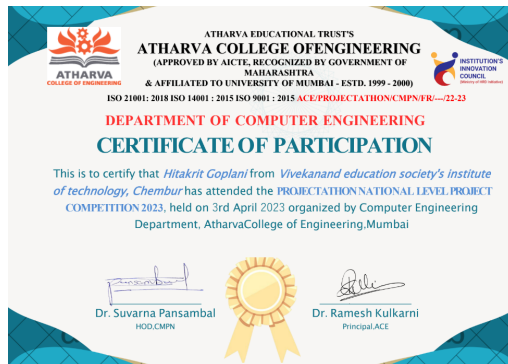 ATHARVA EDUCATIONAL TRUST'S
ATHARVA COLLEGE OFENGINEERING
(APPROVED BY AICTE, RECOGNIZED BY GOVERNMENT OF
MAHARASHTRA
& AFFILIATED TO UNIVERSITY OF MUMBAI - ESTD. 1999 - 2000)
ATHARVA
COLLEGE OF ENGINEERING
INSTITUTION'S
INNOVATION
COUNCIL
(Ministry of HRD Initiative)
ISO 21001: 2018 ISO 14001 : 2015 ISO 9001 : 2015 ACE/PROJECTATHON/CMPN/FR/---/22-23
DEPARTMENT OF COMPUTER ENGINEERING
CERTIFICATE OF PARTICIPATION
This is to certify that Hitakrit Goplani from Vivekanand education society's institute
of technology, Chembur has attended the PROJECTATHON NATIONAL LEVEL PROJECT
COMPETITION 2023, held on 3rd April 2023 organized by Computer Engineering
Department, AtharvaCollege of Engineering,Mumbai
Dr. Suvarna Pansambal
HOD,CMPN
Dr. Ramesh Kulkarni
Principal,ACE